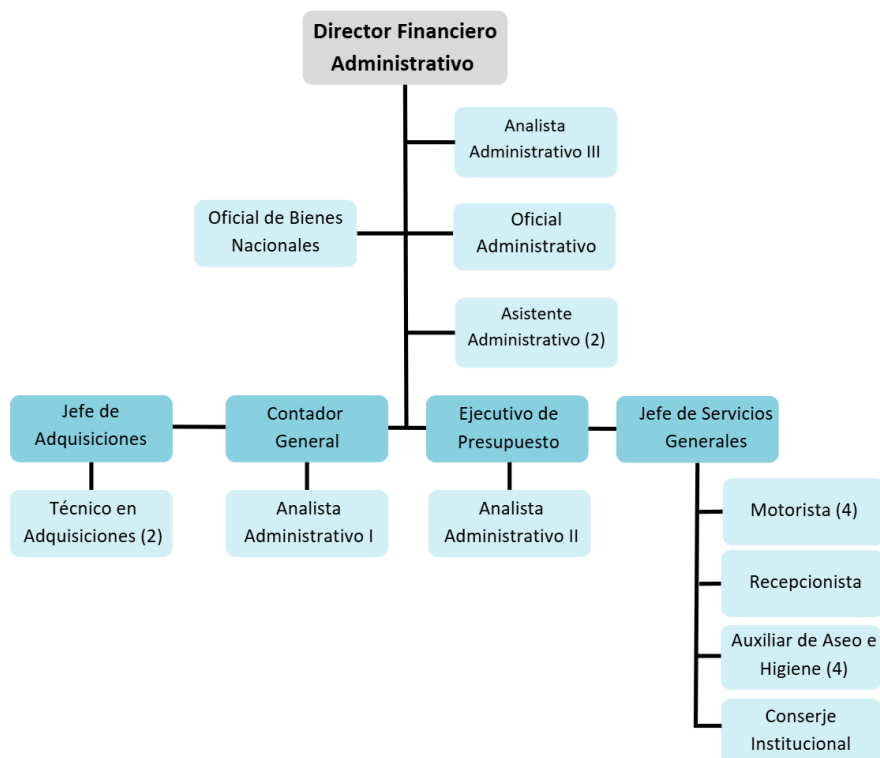 Director Financiero
Administrativo
Analista
Administrativo III
Oficial de Bienes
Nacionales
Oficial
Administrativo
Asistente
Administrativo (2)
Jefe de
Adquisiciones
Contador
General
Ejecutivo de
Presupuesto
Jefe de Servicios
Generales
Técnico en
Adquisiciones (2)
Analista
Administrativo I
Analista
Administrativo II
Motorista (4)
Recepcionista
Auxiliar de Aseo e
Higiene (4)
Conserje
Institucional